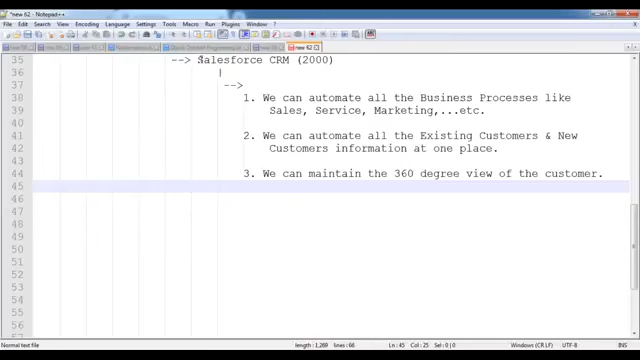 *new 62 - Notepad++
File Edit Search View Encoding Language Settings Tools Macro Run Plugins Window ?
new 62
35 --> Salesforce CRM (2000)
36 |
37 -->
38 1. We can automate all the Business Processes like
39 Sales, Service, Marketing,...etc.
40
41 2. We can automate all the Existing Customers & New
42 Customers information at one place.
43
44 3. We can maintain the 360 degree view of the customer.
45
46
47
48
49
50
51
52
53
54
55
56
57
Normal text file length : 1,269 lines : 66 Ln : 45 Col : 25 Sel : 0 | 0 Windows (CR LF) UTF-8 INS